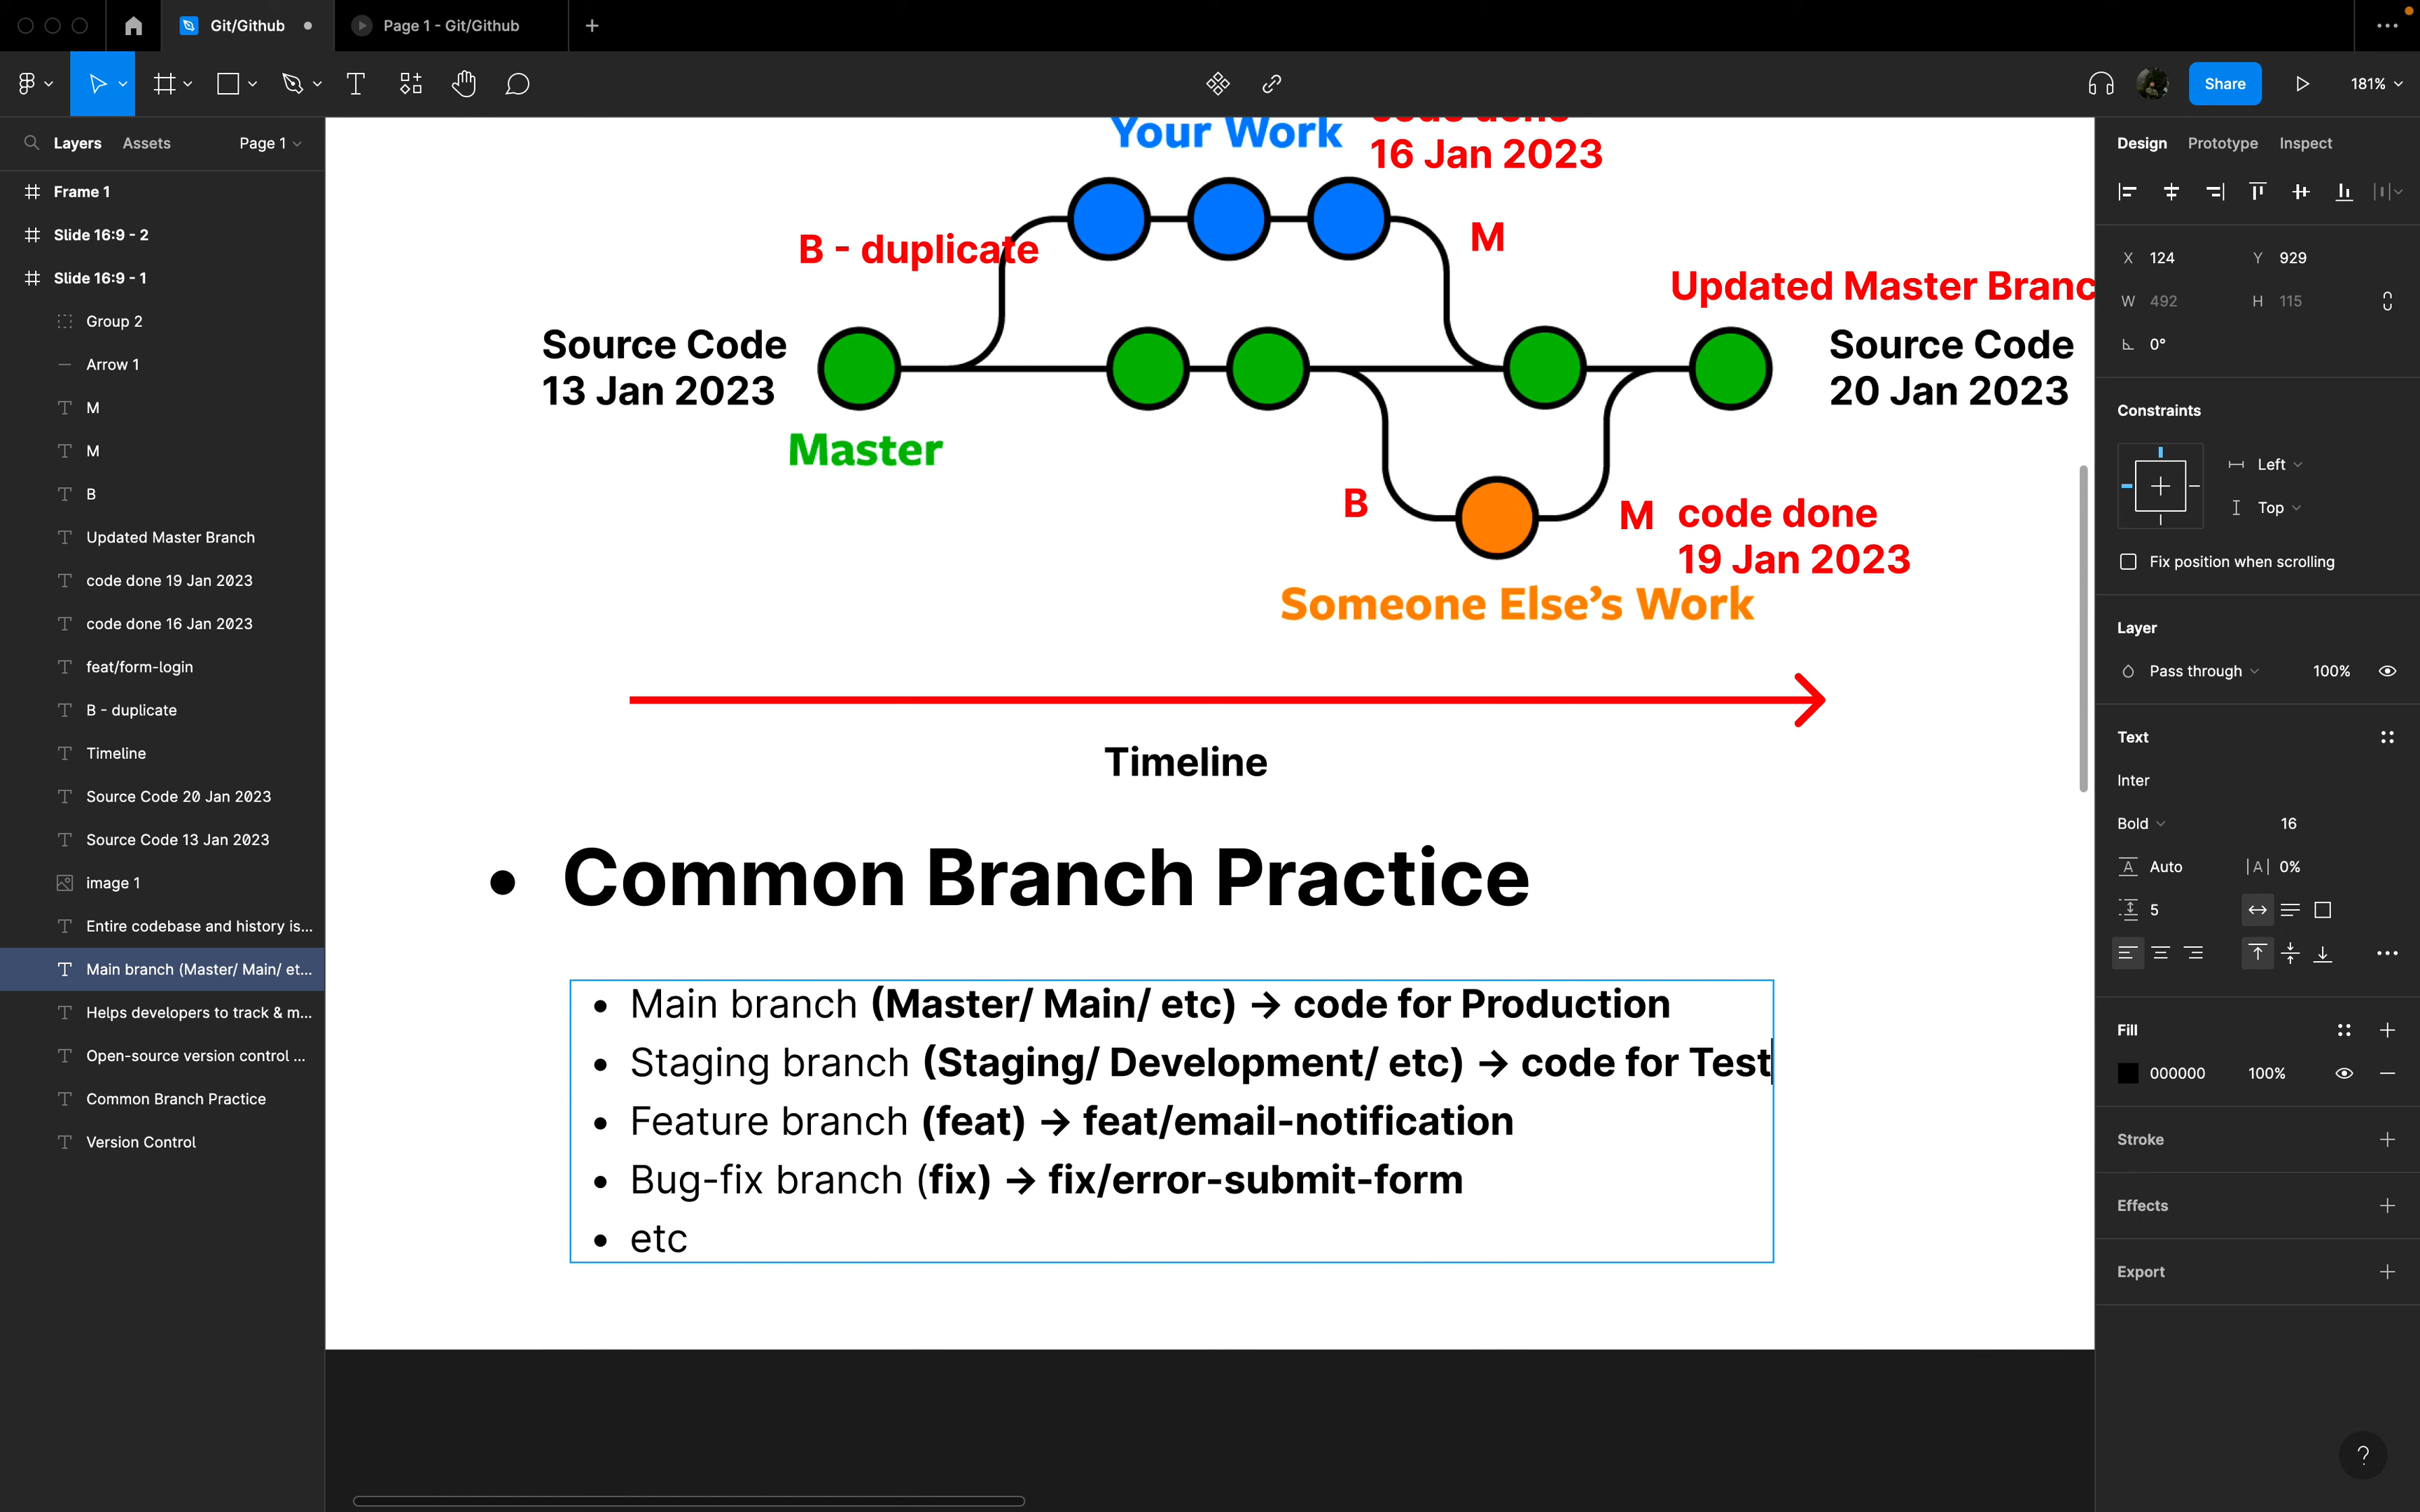 Git/Github
Page 1 - Git/Github
Share
181%
Layers
Assets
Page 1
Frame 1
Slide 16:9 - 2
Slide 16:9 - 1
Group 2
Arrow 1
M
M
B
Updated Master Branch
code done 19 Jan 2023
code done 16 Jan 2023
feat/form-login
B - duplicate
Timeline
Source Code 20 Jan 2023
Source Code 13 Jan 2023
image 1
Entire codebase and history is...
Main branch (Master/ Main/ et...
Helps developers to track & m...
Open-source version control ...
Common Branch Practice
Version Control
Your Work
code done
16 Jan 2023
B - duplicate
M
Updated Master Branc
Source Code
13 Jan 2023
Source Code
20 Jan 2023
Master
B
M
code done
19 Jan 2023
Someone Else’s Work
Timeline
• Common Branch Practice
• Main branch (Master/ Main/ etc) → code for Production
• Staging branch (Staging/ Development/ etc) → code for Test
• Feature branch (feat) → feat/email-notification
• Bug-fix branch (fix) → fix/error-submit-form
• etc
Design
Prototype
Inspect
X 124
Y 929
W 492
H 115
0°
Constraints
Left
Top
Fix position when scrolling
Layer
Pass through
100%
Text
Inter
Bold
16
A Auto
|A| 0%
5
Fill
000000
100%
Stroke
Effects
Export
?